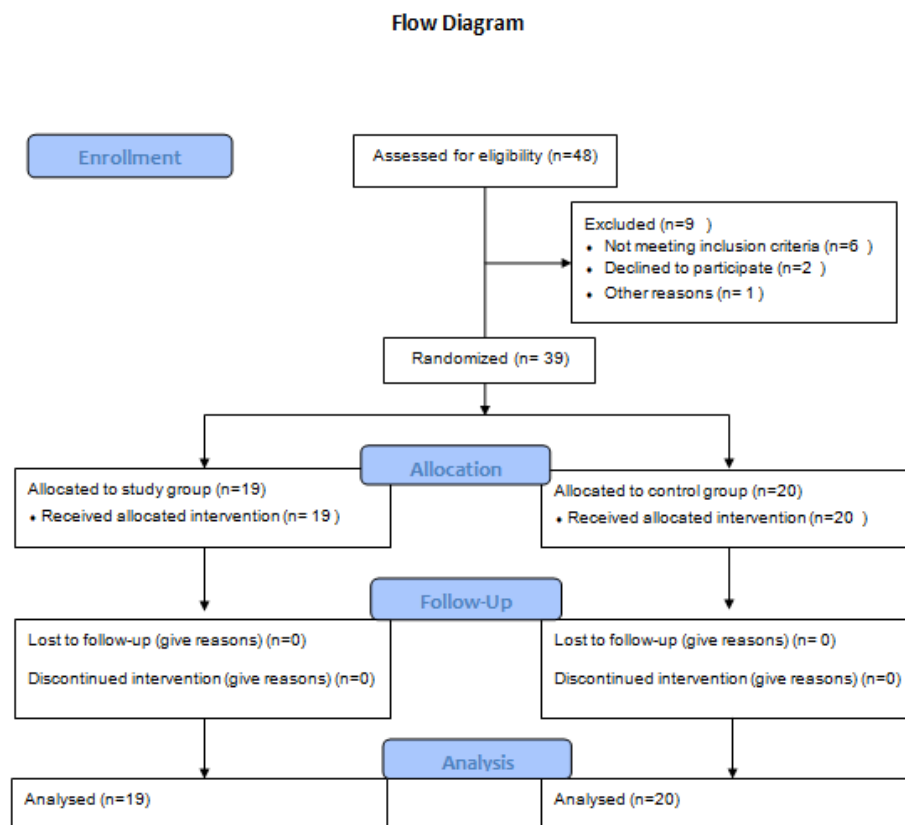 Flow Diagram
Enrollment
Assessed for eligibility (n=48)
Excluded (n=9 )
⬧ Not meeting inclusion criteria (n=6 )
⬧ Declined to participate (n=2 )
⬧ Other reasons (n= 1 )
Randomized (n= 39)
Allocation
Allocated to study group (n=19)
⬧ Received allocated intervention (n= 19 )
Allocated to control group (n=20)
⬧ Received allocated intervention (n=20 )
Follow-Up
Lost to follow-up (give reasons) (n=0)
Discontinued intervention (give reasons) (n=0)
Lost to follow-up (give reasons) (n= 0)
Discontinued intervention (give reasons) (n=0)
Analysis
Analysed (n=19)
Analysed (n=20)